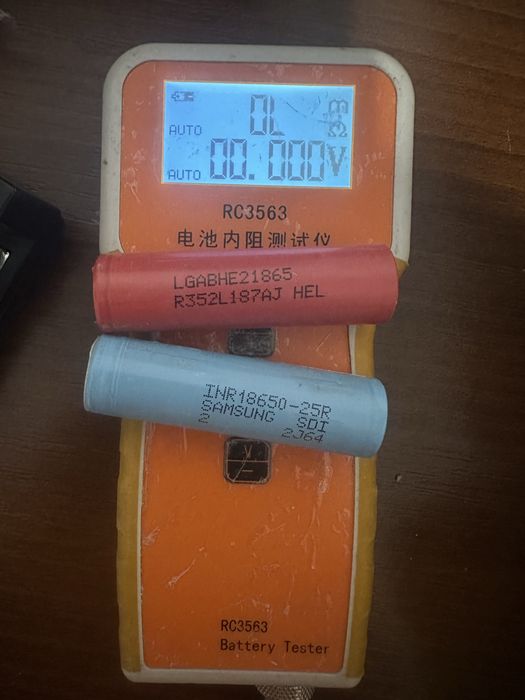 OL mΩ
AUTO
AUTO 00.000V
RC3563
电池内阻测试仪
LGABHE21865
R352L187AJ HEL
INR18650-25R
SAMSUNG SDI
2 2J64
V
RC3563
Battery Tester